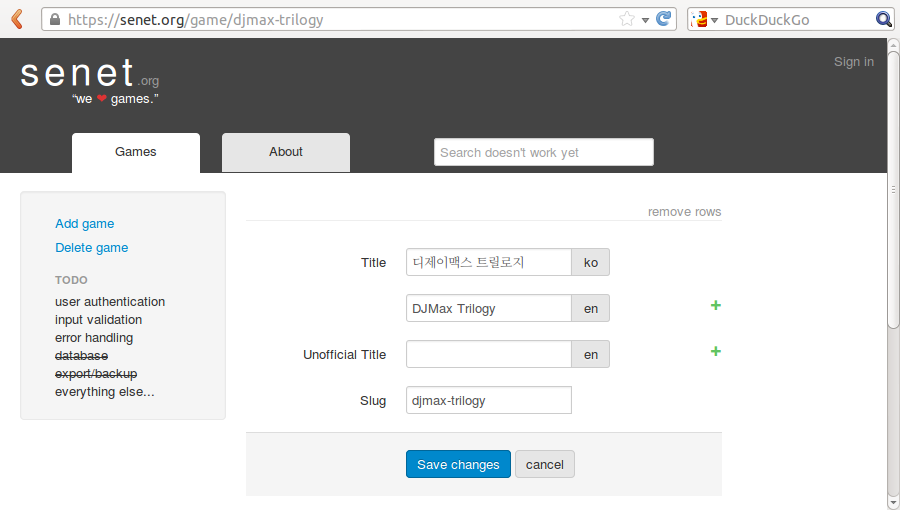 https://senet.org/game/djmax-trilogy
DuckDuckGo
senet.org
Sign in
“we ❤ games.”
Games
About
Search doesn't work yet
Add game
Delete game
TODO
user authentication
input validation
error handling
database
export/backup
everything else...
remove rows
Title
디제이맥스 트릴로지
ko
DJMax Trilogy
en
+
Unofficial Title
en
+
Slug
djmax-trilogy
Save changes
cancel